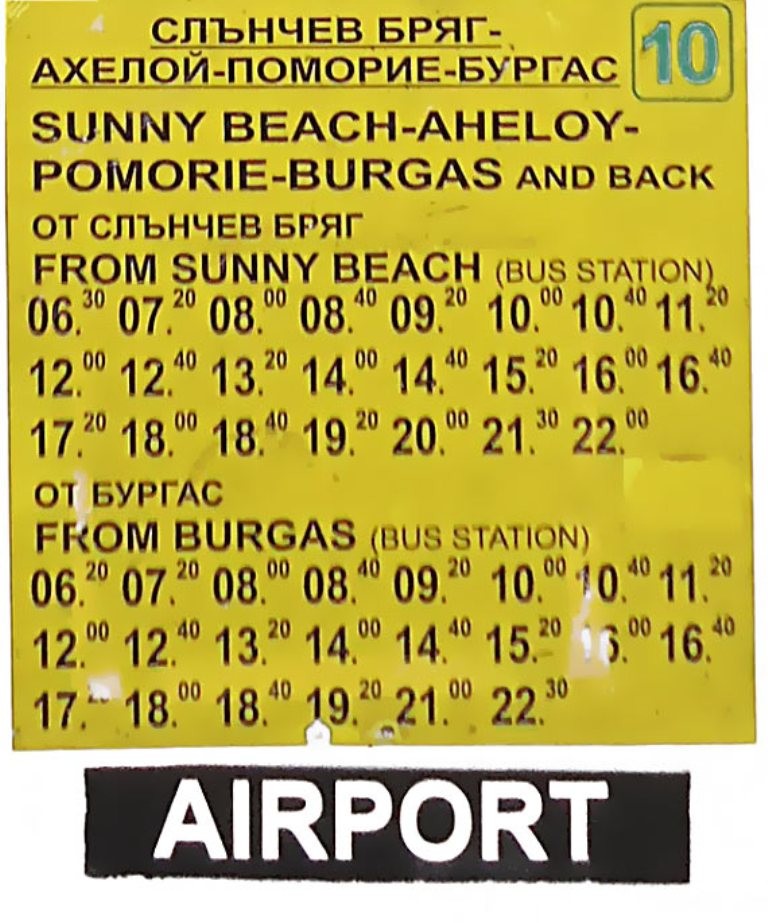 СЛЪНЧЕВ БРЯГ-
АХЕЛОЙ-ПОМОРИЕ-БУРГАС
10
SUNNY BEACH-AHELOY-
POMORIE-BURGAS AND BACK
ОТ СЛЪНЧЕВ БРЯГ
FROM SUNNY BEACH (BUS STATION)
06.30 07.20 08.00 08.40 09.20 10.00 10.40 11.20
12.00 12.40 13.20 14.00 14.40 15.20 16.00 16.40
17.20 18.00 18.40 19.20 20.00 21.30 22.00
ОТ БУРГАС
FROM BURGAS (BUS STATION)
06.20 07.20 08.00 08.40 09.20 10.00 10.40 11.20
12.00 12.40 13.20 14.00 14.40 15.20 16.00 16.40
17. 18.00 18.40 19.20 21.00 22.30
AIRPORT